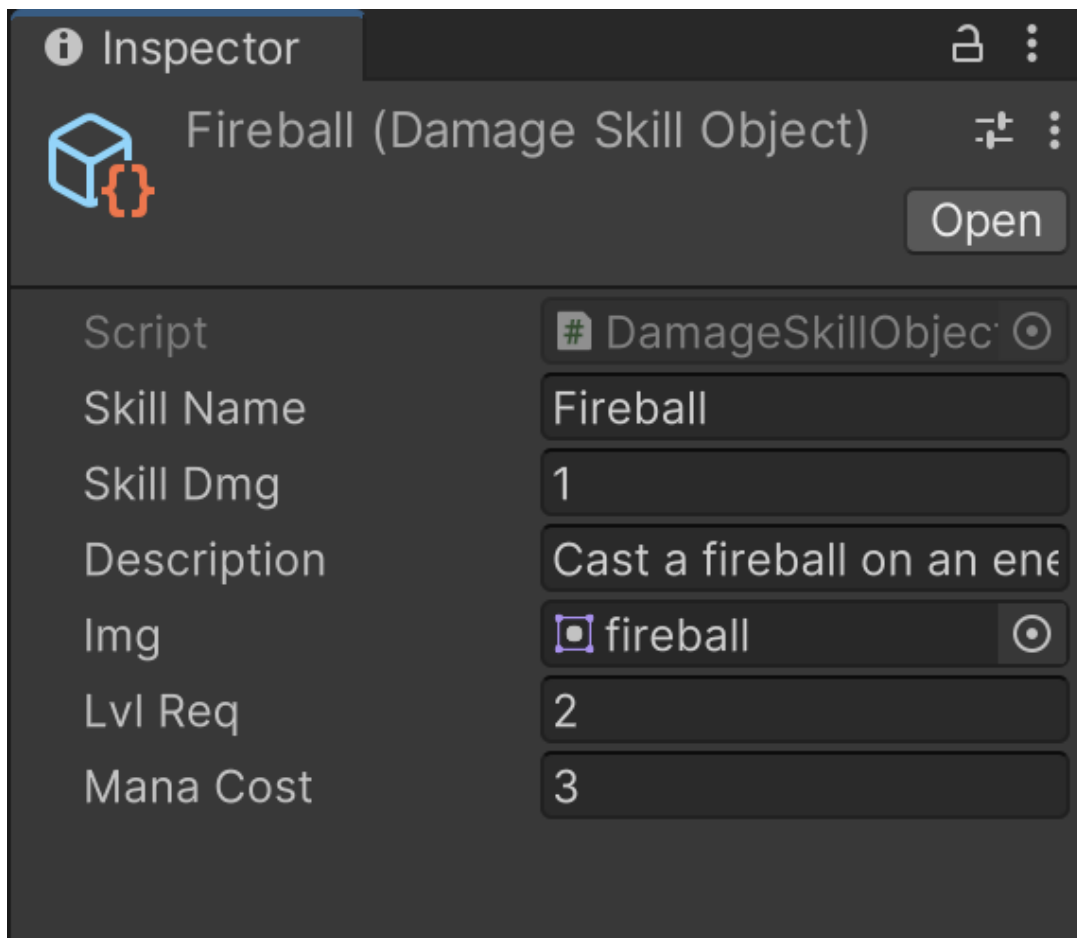 Inspector
Fireball (Damage Skill Object)
Open
Script # DamageSkillObject
Skill Name Fireball
Skill Dmg 1
Description Cast a fireball on an ene
Img fireball
Lvl Req 2
Mana Cost 3